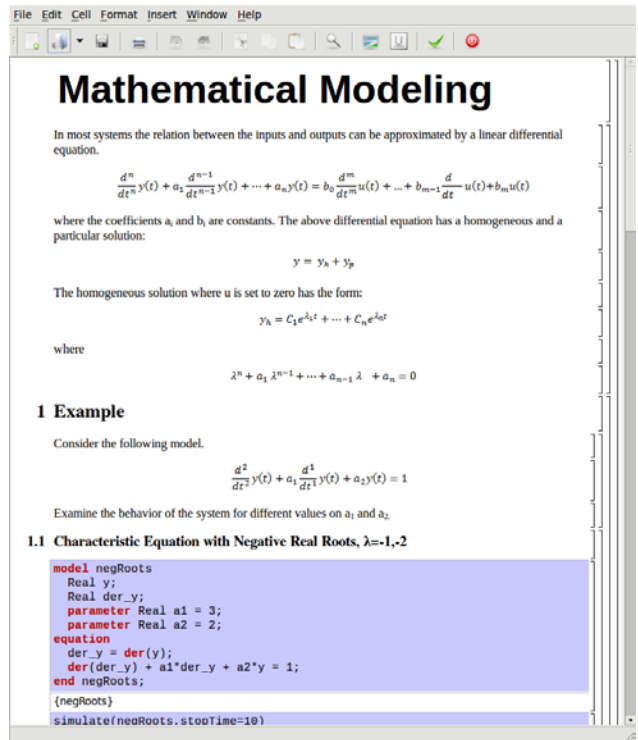 File Edit Cell Format Insert Window Help
Mathematical Modeling
In most systems the relation between the inputs and outputs can be approximated by a linear differential
equation.
dⁿ/dtⁿ y(t) + a₁ dⁿ⁻¹/dtⁿ⁻¹ y(t) + ⋯ + aₙy(t) = b₀ dᵐ/dtᵐ u(t) + ... + bₘ₋₁ d/dt u(t)+bₘu(t)
where the coefficients aᵢ and bᵢ are constants. The above differential equation has a homogeneous and a
particular solution:
y = yₕ + yₚ
The homogeneous solution where u is set to zero has the form:
yₕ = C₁e^{λ₁t} + ⋯ + Cₙe^{λₙt}
where
λⁿ + a₁ λⁿ⁻¹ + ⋯ + aₙ₋₁ λ + aₙ = 0
1 Example
Consider the following model.
d²/dt² y(t) + a₁ d¹/dt¹ y(t) + a₂y(t) = 1
Examine the behavior of the system for different values on a₁ and a₂.
1.1 Characteristic Equation with Negative Real Roots, λ=-1,-2
model negRoots
Real y;
Real der_y;
parameter Real a1 = 3;
parameter Real a2 = 2;
equation
der_y = der(y);
der(der_y) + a1*der_y + a2*y = 1;
end negRoots;
{negRoots}
simulate(negRoots,stopTime=10)